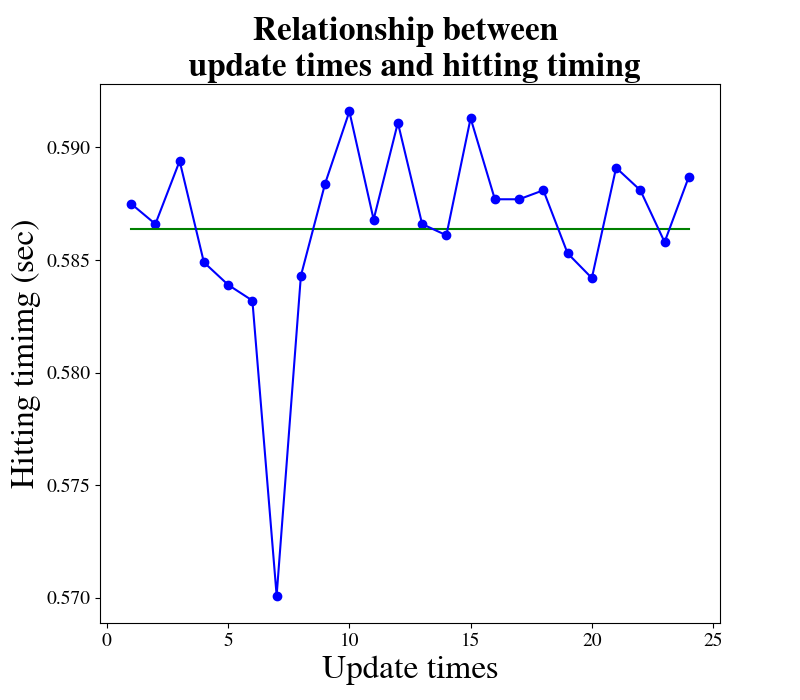 Relationship between
update times and hitting timing
0.590
0.585
0.580
0.575
0.570
Hitting timimg (sec)
0 5 10 15 20 25
Update times